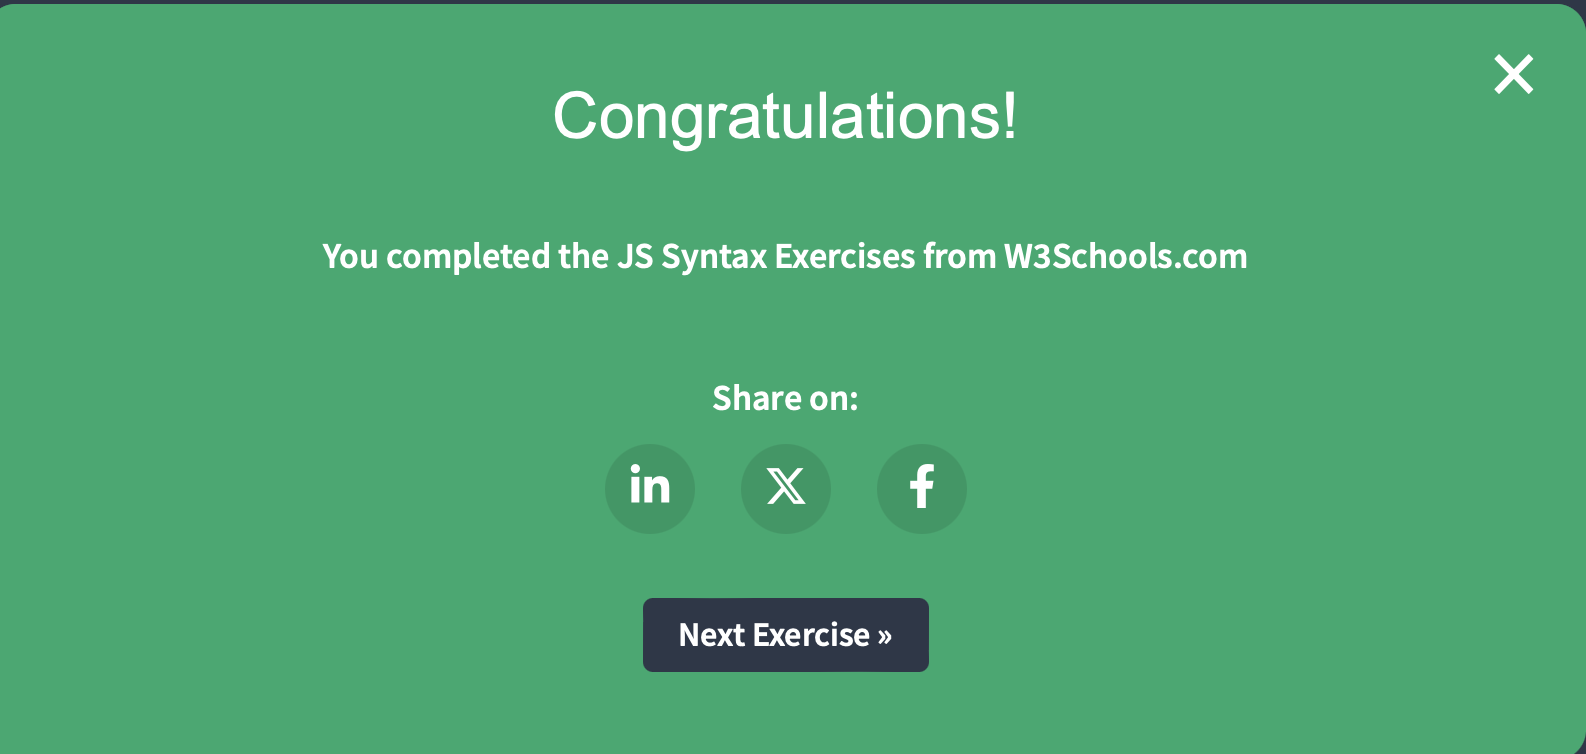 Congratulations!
You completed the JS Syntax Exercises from W3Schools.com
Share on:
in X f
Next Exercise »